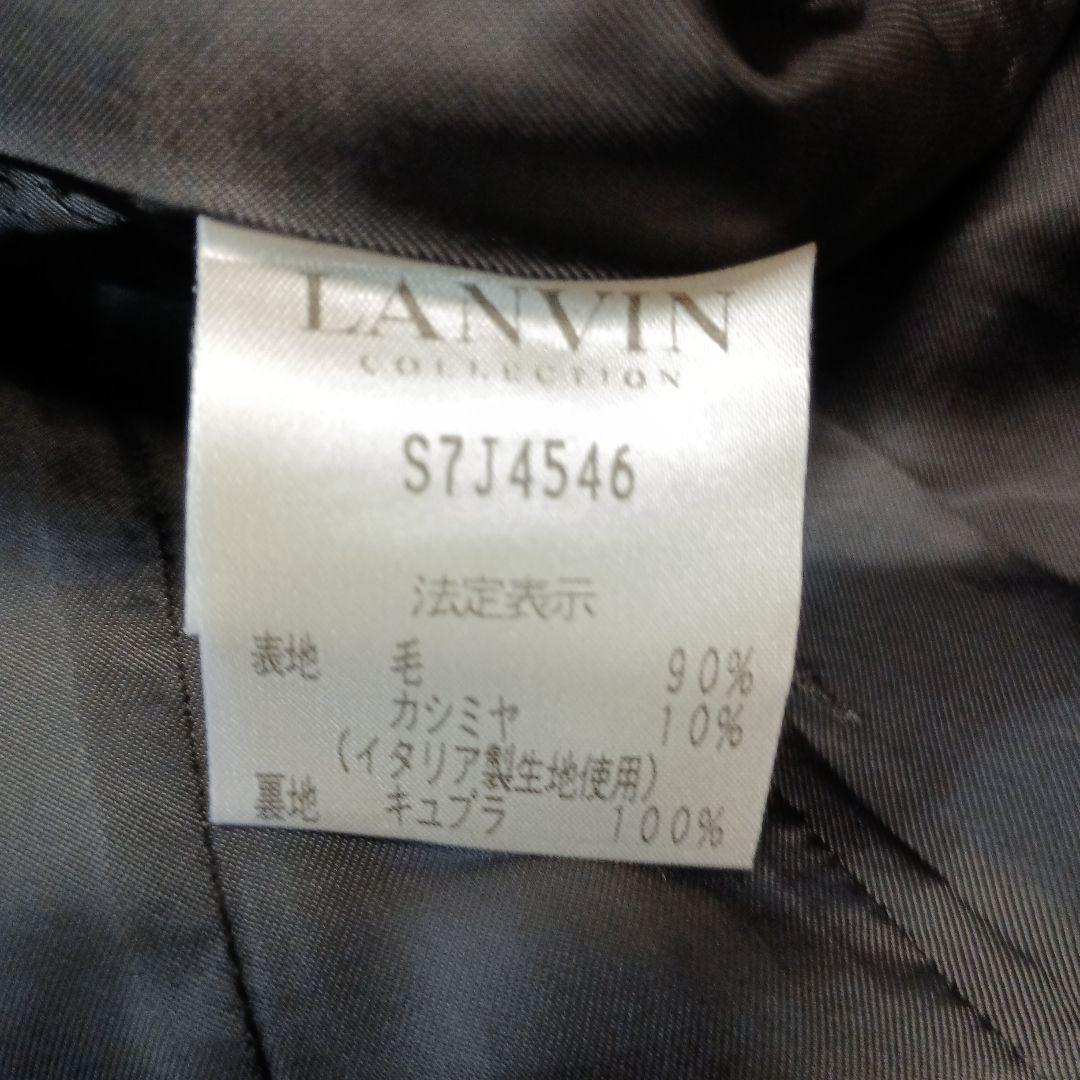 LANVIN
COLLECTION
S7J4546
法定表示
表地 毛 90%
カシミヤ 10%
(イタリア製生地使用)
裏地 キュプラ 100%